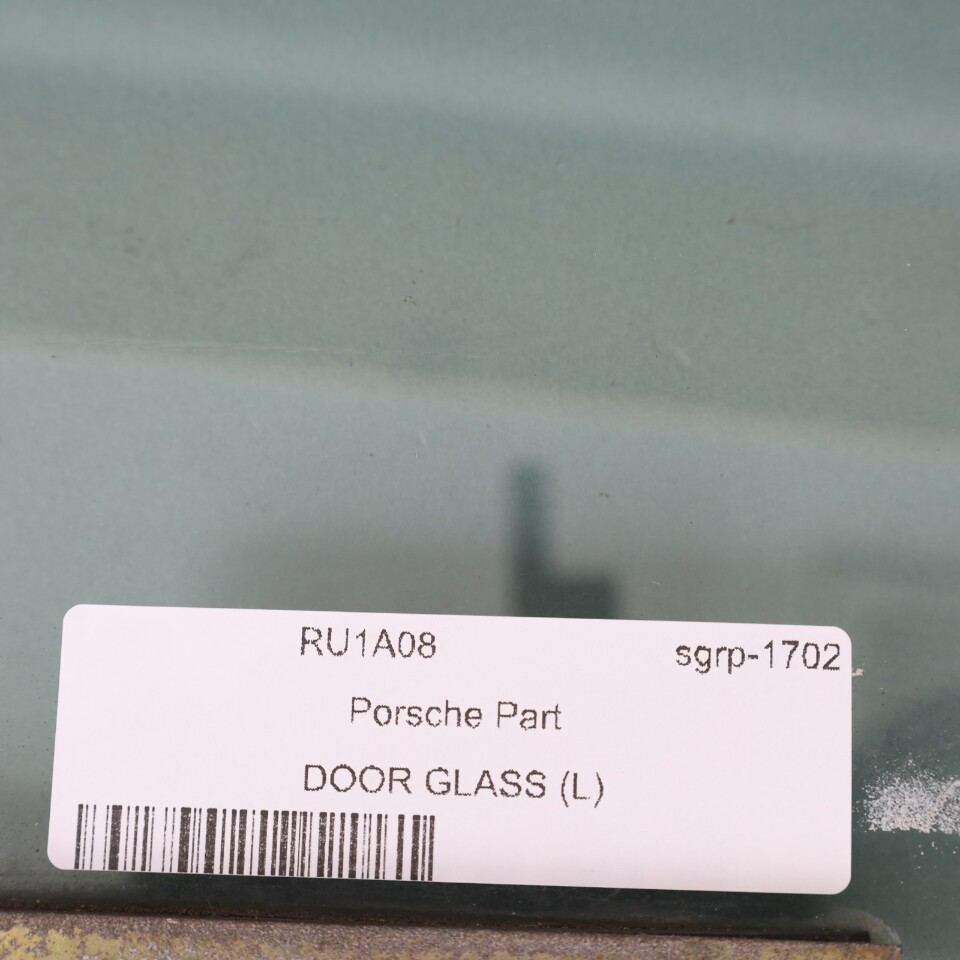 RU1A08 sgrp-1702
Porsche Part
DOOR GLASS (L)